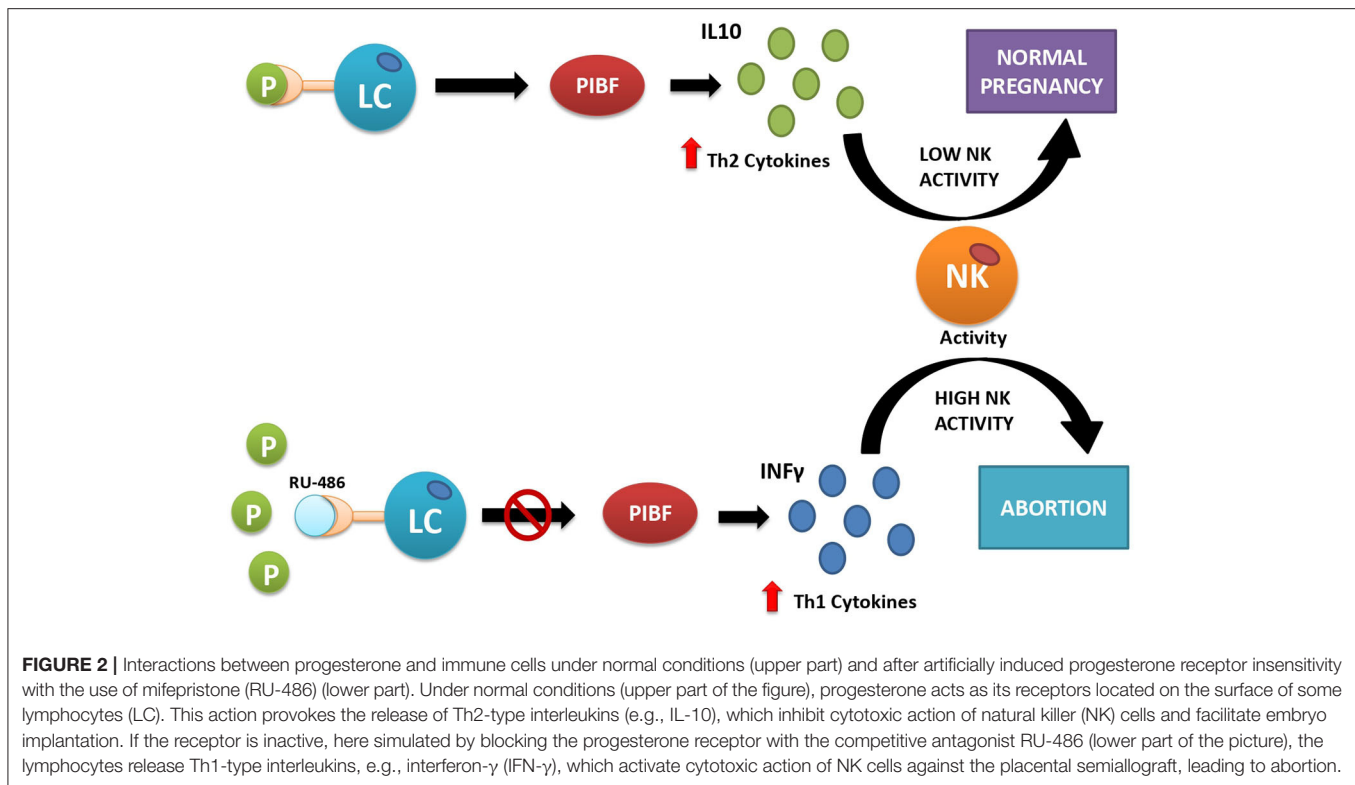 IL10
P
LC
PIBF
Th2 Cytokines
NORMAL
PREGNANCY
LOW NK
ACTIVITY
NK
Activity
HIGH NK
ACTIVITY
P
P
P
RU-486
LC
PIBF
INFγ
Th1 Cytokines
ABORTION
FIGURE 2 | Interactions between progesterone and immune cells under normal conditions (upper part) and after artificially induced progesterone receptor insensitivity
with the use of mifepristone (RU-486) (lower part). Under normal conditions (upper part of the figure), progesterone acts as its receptors located on the surface of some
lymphocytes (LC). This action provokes the release of Th2-type interleukins (e.g., IL-10), which inhibit cytotoxic action of natural killer (NK) cells and facilitate embryo
implantation. If the receptor is inactive, here simulated by blocking the progesterone receptor with the competitive antagonist RU-486 (lower part of the picture), the
lymphocytes release Th1-type interleukins, e.g., interferon-γ (IFN-γ), which activate cytotoxic action of NK cells against the placental semiallograft, leading to abortion.